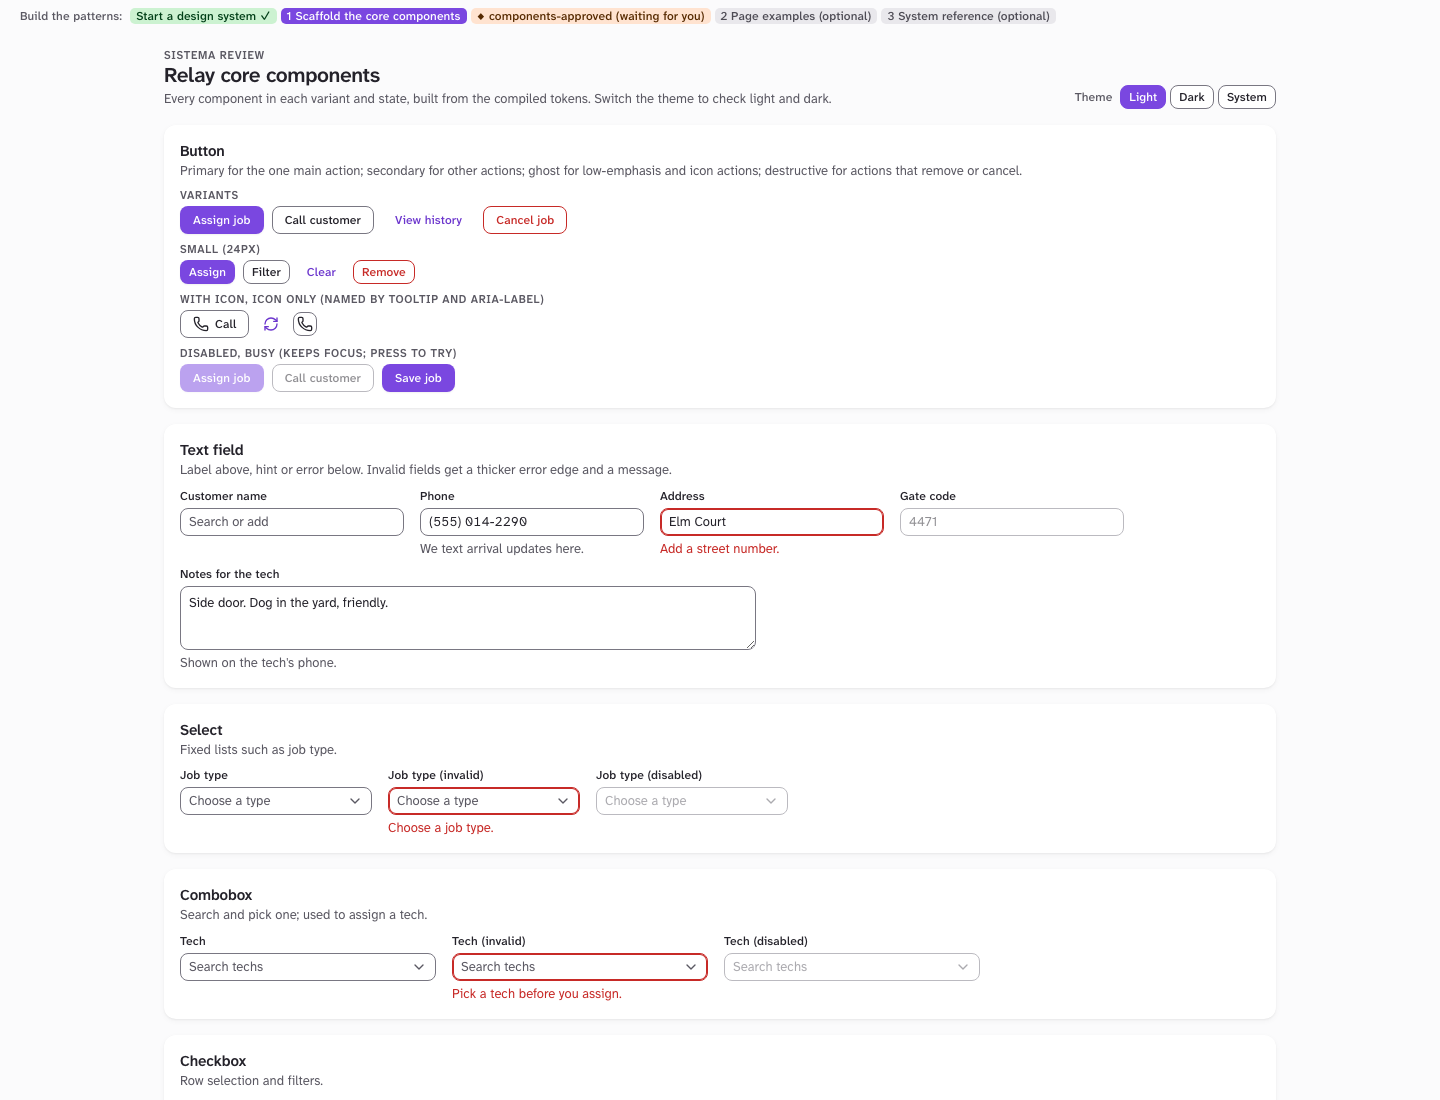 Build the patterns: Start a design system ✓ 1 Scaffold the core components ◆ components-approved (waiting for you) 2 Page examples (optional) 3 System reference (optional)
SISTEMA REVIEW
Relay core components
Every component in each variant and state, built from the compiled tokens. Switch the theme to check light and dark.
Theme Light Dark System
Button
Primary for the one main action; secondary for other actions; ghost for low-emphasis and icon actions; destructive for actions that remove or cancel.
VARIANTS
Assign job Call customer View history Cancel job
SMALL (24PX)
Assign Filter Clear Remove
WITH ICON, ICON ONLY (NAMED BY TOOLTIP AND ARIA-LABEL)
Call
DISABLED, BUSY (KEEPS FOCUS; PRESS TO TRY)
Assign job Call customer Save job
Text field
Label above, hint or error below. Invalid fields get a thicker error edge and a message.
Customer name Phone Address Gate code
Search or add (555) 014-2290 Elm Court 4471
We text arrival updates here. Add a street number.
Notes for the tech
Side door. Dog in the yard, friendly.
Shown on the tech's phone.
Select
Fixed lists such as job type.
Job type Job type (invalid) Job type (disabled)
Choose a type Choose a type Choose a type
Choose a job type.
Combobox
Search and pick one; used to assign a tech.
Tech Tech (invalid) Tech (disabled)
Search techs Search techs Search techs
Pick a tech before you assign.
Checkbox
Row selection and filters.